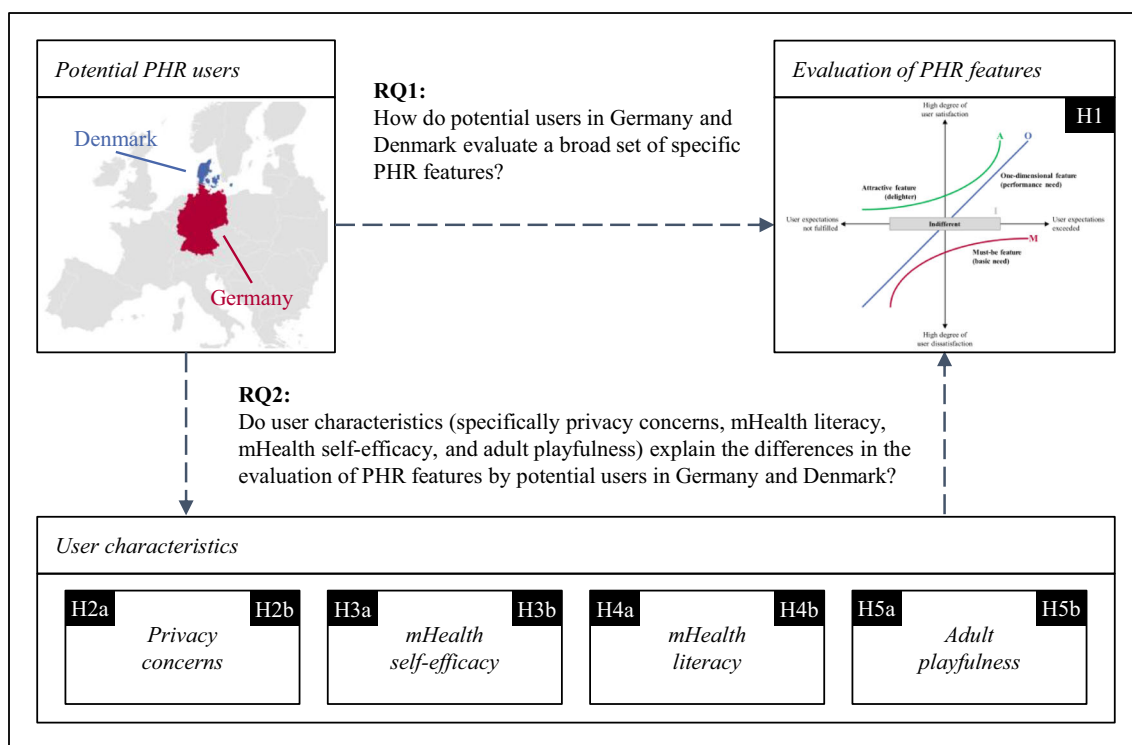 Potential PHR users
Denmark
Germany
RQ1:
How do potential users in Germany and
Denmark evaluate a broad set of specific
PHR features?
Evaluation of PHR features
H1
High degree of
user satisfaction
A
O
One-dimensional feature
(performance need)
Attractive feature
(delighter)
I
User expectations
not fulfilled
Indifferent
User expectations
exceeded
M
Must-be feature
(basic need)
High degree of
user dissatisfaction
RQ2:
Do user characteristics (specifically privacy concerns, mHealth literacy,
mHealth self-efficacy, and adult playfulness) explain the differences in the
evaluation of PHR features by potential users in Germany and Denmark?
User characteristics
H2a
H2b
Privacy
concerns
H3a
H3b
mHealth
self-efficacy
H4a
H4b
mHealth
literacy
H5a
H5b
Adult
playfulness